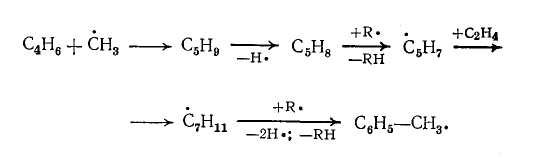 C₄H₆ + ĊH₃ ⟶ C₅H₉ ⟶ −H• C₅H₈ +R• ⟶ −RH Ċ₅H₇ +C₂H₄ ⟶
⟶ Ċ₇H₁₁ +R• ⟶ −2H•; −RH C₆H₅—CH₃.